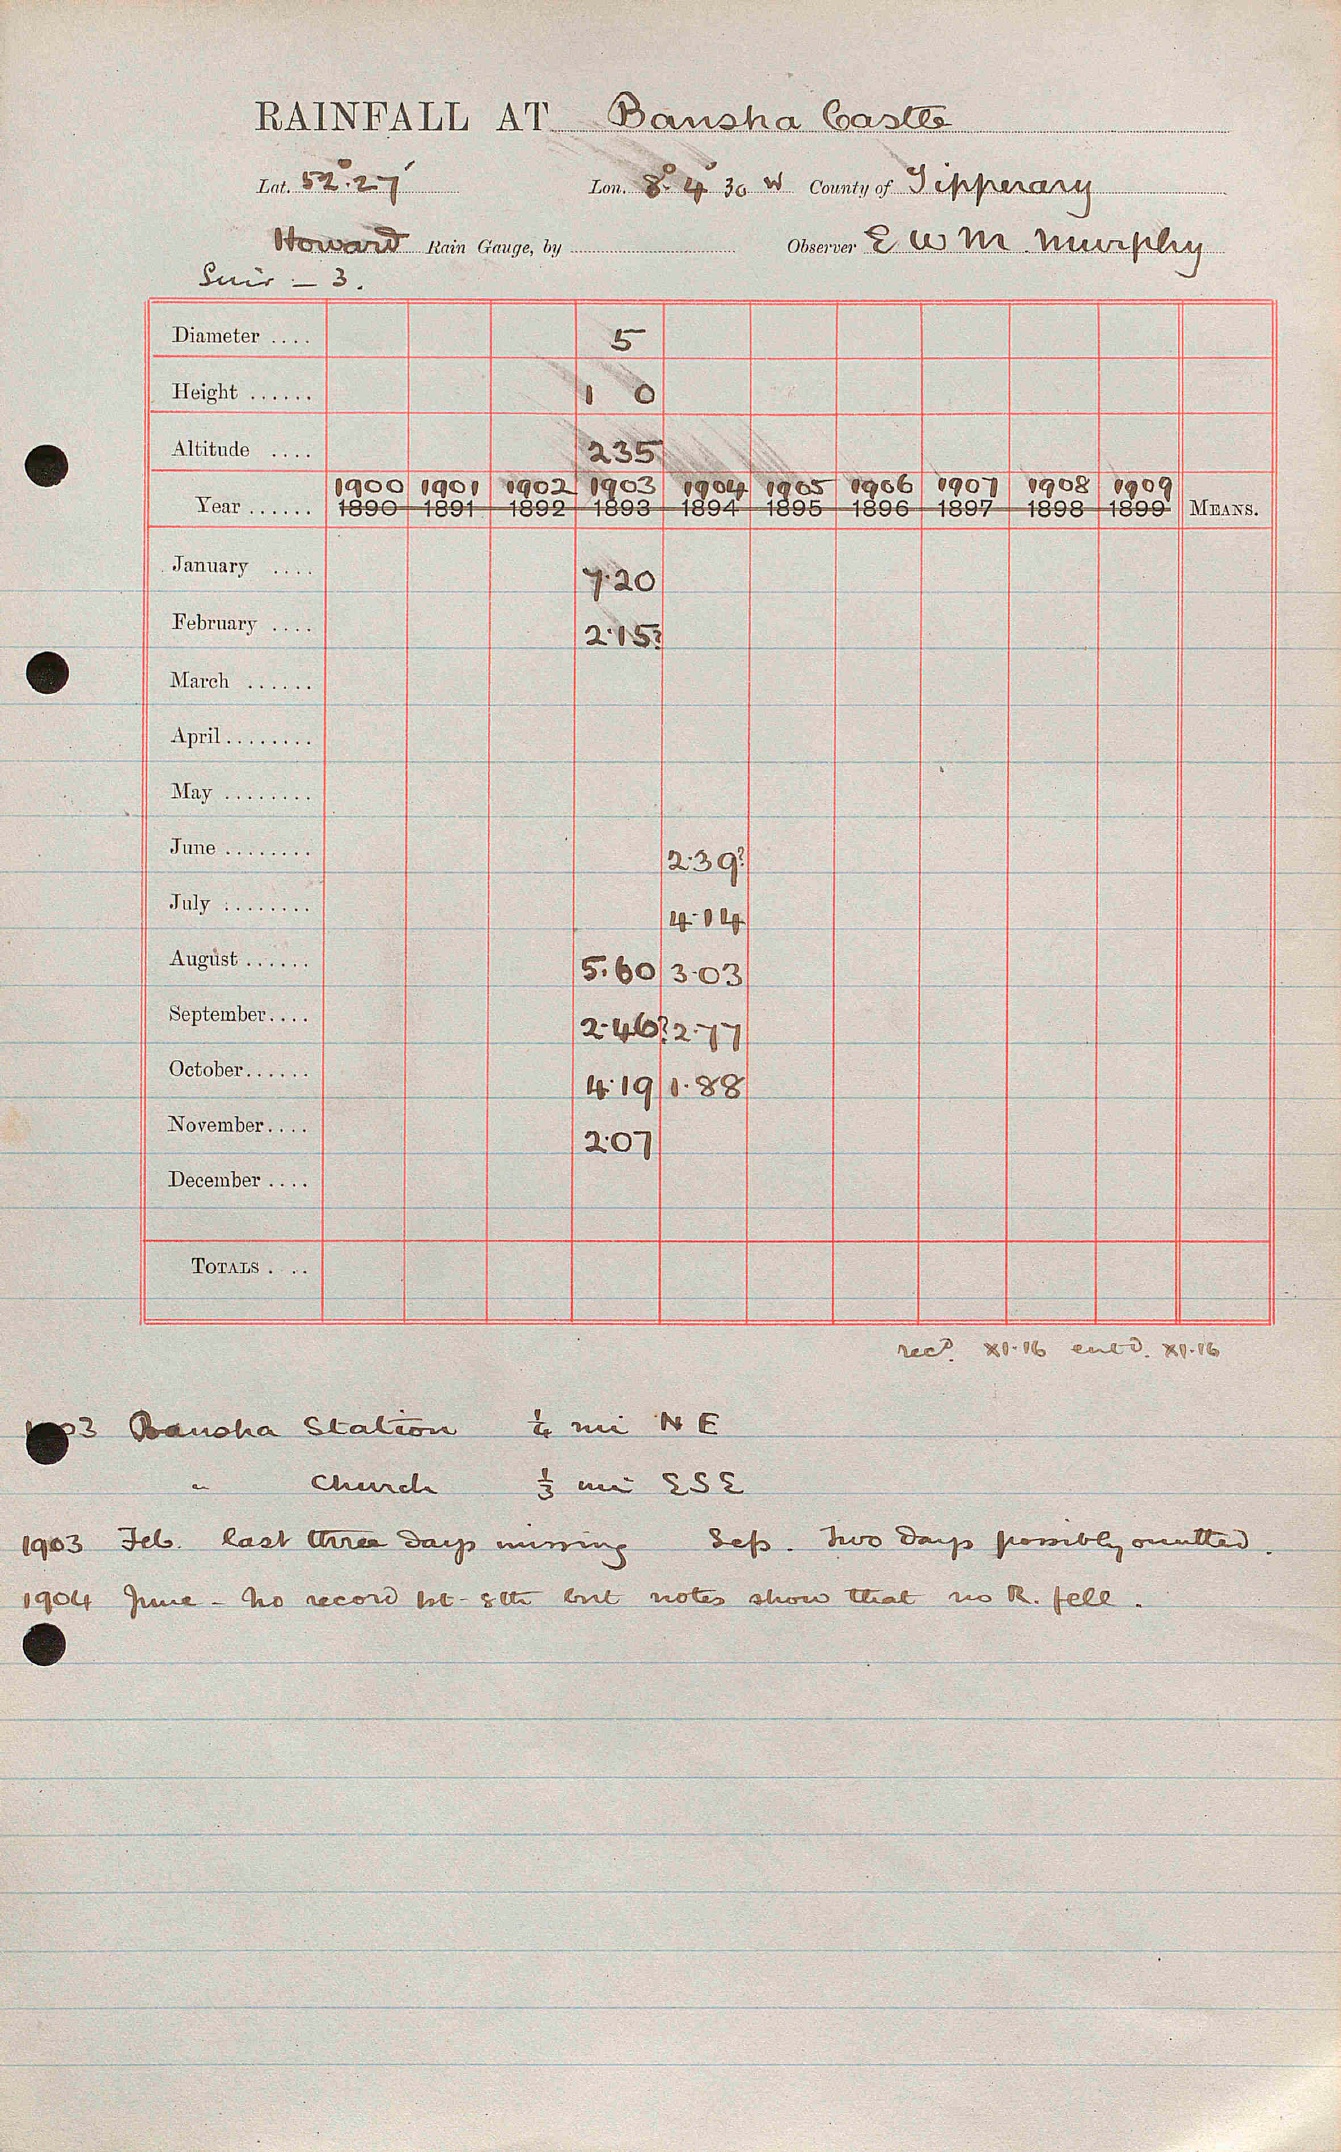 RAINFALL AT Bansha Castle
Lat. 52°.27' Lon. 8° 4° 30 W County of Tipperary
Howard Rain Gauge, by Observer E W M Murphy
Suir – 3.
Diameter .... 5
Height ...... 1 0
Altitude .... 235
1900 1901 1902 1903 1904 1905 1906 1907 1908 1909
Year ...... 1890 1891 1892 1893 1894 1895 1896 1897 1898 1899 MEANS.
January .... 7.20
February .... 2.15?
March ......
April ........
May ........
June ........ 2.39?
July ........ 4.14
August ...... 5.60 3.03
September.... 2.46? 2.77
October...... 4.19 1.88
November.... 2.07
December ....
TOTALS . ..
recd. XI.16 entd. XI.16
03 Bansha Station 1/4 mi N E
" Church 1/3 mi ESE
1903 Feb. last three days missing Sep. Two days possibly omitted.
1904 June – No record 1st – 8th but notes show that no R. fell.